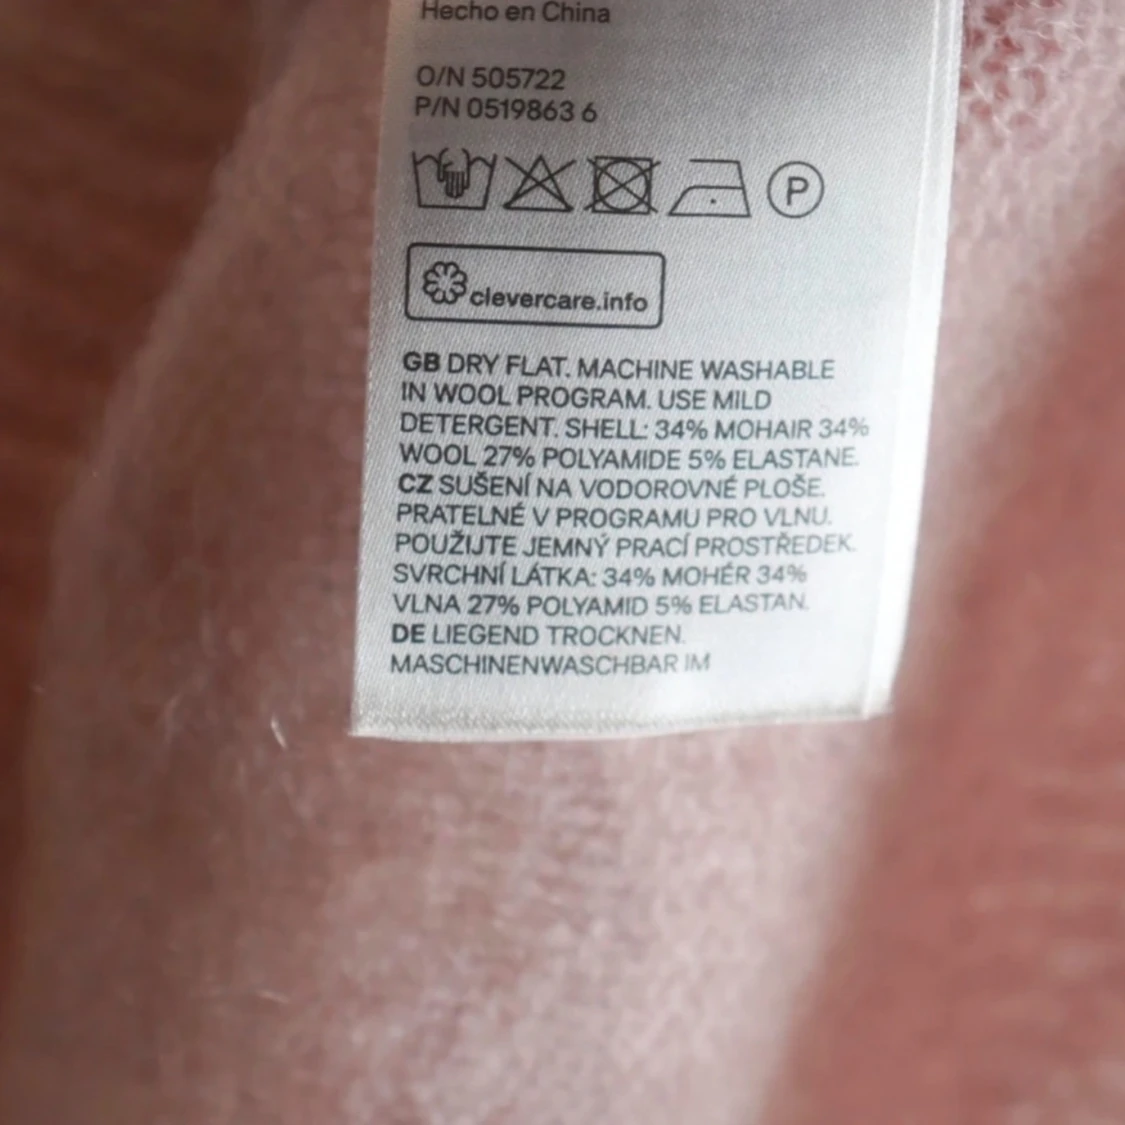 Hecho en China
O/N 505722
P/N 0519863 6
P
clevercare.info
GB DRY FLAT. MACHINE WASHABLE
IN WOOL PROGRAM. USE MILD
DETERGENT. SHELL: 34% MOHAIR 34%
WOOL 27% POLYAMIDE 5% ELASTANE.
CZ SUŠENÍ NA VODOROVNÉ PLOŠE.
PRATELNÉ V PROGRAMU PRO VLNU.
POUŽIJTE JEMNÝ PRACÍ PROSTŘEDEK.
SVRCHNÍ LÁTKA: 34% MOHÉR 34%
VLNA 27% POLYAMID 5% ELASTAN.
DE LIEGEND TROCKNEN.
MASCHINENWASCHBAR IM